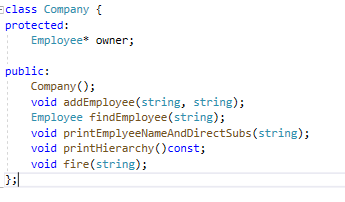 class Company {
protected:
    Employee* owner;

public:
    Company();
    void addEmployee(string, string);
    Employee findEmployee(string);
    void printEmplyeeNameAndDirectSubs(string);
    void printHierarchy()const;
    void fire(string);
};